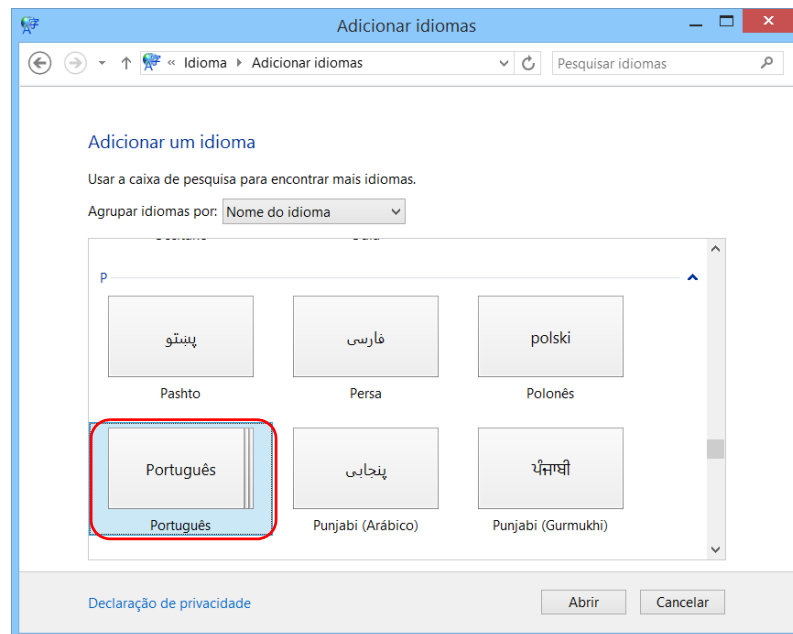 Adicionar idiomas
« Idioma Adicionar idiomas
Pesquisar idiomas
Adicionar um idioma
Usar a caixa de pesquisa para encontrar mais idiomas.
Agrupar idiomas por: Nome do idioma
P
پښتو فارسی polski
Pashto Persa Polonês
Português پنجابی ਪੰਜਾਬੀ
Português Punjabi (Arábico) Punjabi (Gurmukhi)
Declaração de privacidade Abrir Cancelar